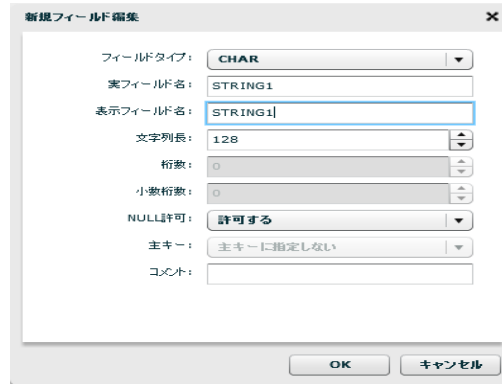 新規フィールド編集
フィールドタイプ： CHAR
実フィールド名： STRING1
表示フィールド名： STRING1
文字列長： 128
桁数： 0
小数桁数： 0
NULL許可： 許可する
主キー： 主キーに指定しない
コメント：
OK キャンセル